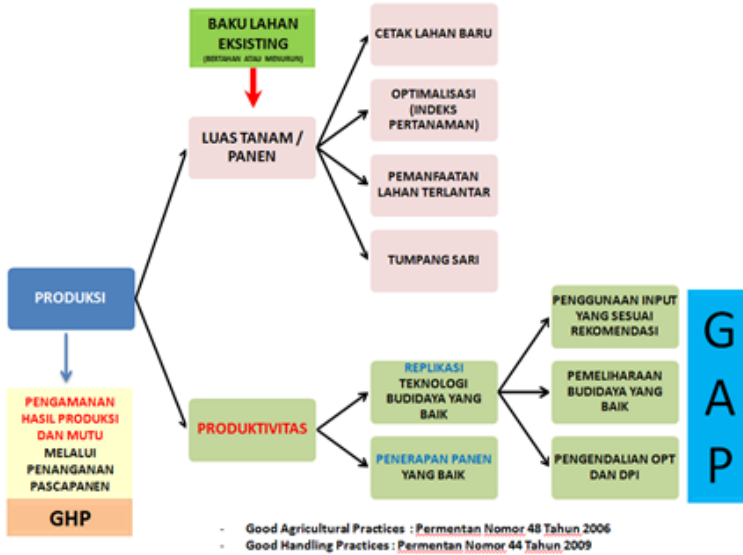 BAKU LAHAN
EKSISTING
(BERTAHAN ATAU MENURUN)
CETAK LAHAN BARU
OPTIMALISASI
(INDEKS
PERTANAMAN)
LUAS TANAM /
PANEN
PEMANFAATAN
LAHAN TERLANTAR
TUMPANG SARI
PRODUKSI
PENGGUNAAN INPUT
YANG SESUAI
REKOMENDASI
REPLIKASI
TEKNOLOGI
BUDIDAYA YANG
BAIK
PEMELIHARAAN
BUDIDAYA YANG
BAIK
PENGAMANAN
HASIL PRODUKSI
DAN MUTU
MELALUI
PENANGANAN
PASCAPANEN
GHP
PRODUKTIVITAS
PENERAPAN PANEN
YANG BAIK
PENGENDALIAN OPT
DAN DPI
G
A
P
- Good Agricultural Practices : Permentan Nomor 48 Tahun 2006
- Good Handling Practices : Permentan Nomor 44 Tahun 2009